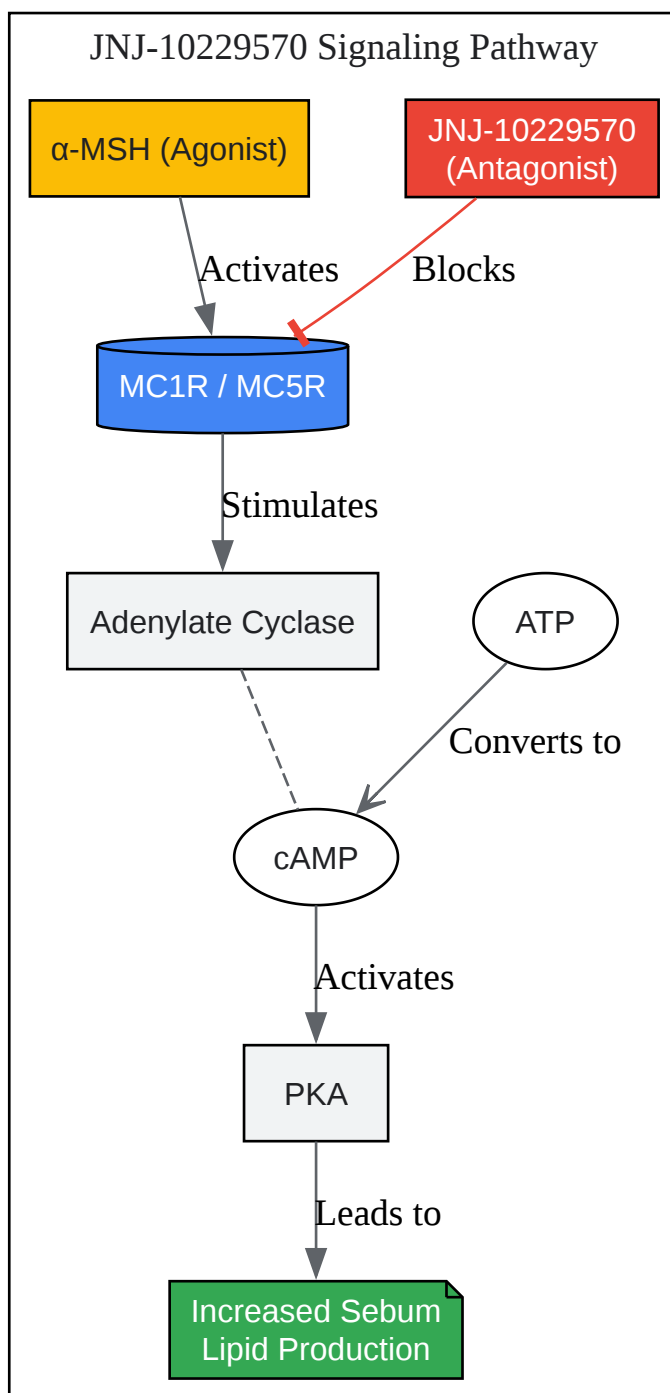 JNJ-10229570 Signaling Pathway
α-MSH (Agonist)
JNJ-10229570
(Antagonist)
Activates
Blocks
MC1R / MC5R
Stimulates
Adenylate Cyclase
ATP
Converts to
cAMP
Activates
PKA
Leads to
Increased Sebum
Lipid Production